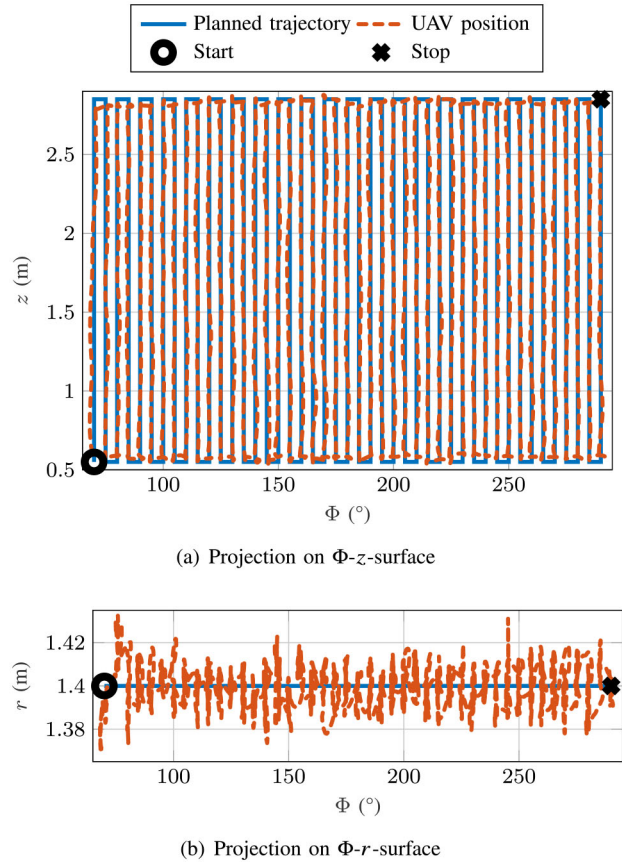 Planned trajectory UAV position
Start Stop
2.5
2
1.5
1
0.5
z (m)
100 150 200 250
Φ (°)
(a) Projection on Φ-z-surface
1.42
1.4
1.38
r (m)
100 150 200 250
Φ (°)
(b) Projection on Φ-r-surface